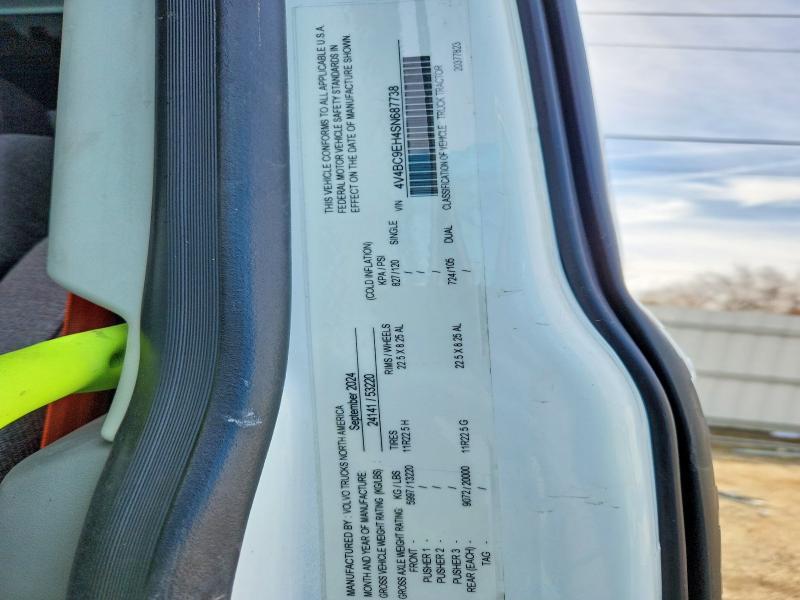 MANUFACTURED BY: VOLVO TRUCKS NORTH AMERICA
MONTH AND YEAR OF MANUFACTURE September 2024
GROSS VEHICLE WEIGHT RATING (KG/LBS) 24141 / 53220
GROSS AXLE WEIGHT RATING: KG / LBS TIRES RIMS / WHEELS (COLD INFLATION) KPA / PSI
FRONT - 5997 / 13220 11R22.5 H 22.5 X 8.25 AL 827 / 120 SINGLE
PUSHER 1 - / /
PUSHER 2 - / /
PUSHER 3 - / /
REAR (EACH) - 9072 / 20000 11R22.5 G 22.5 X 8.25 AL 724 / 105 DUAL
TAG - / /
THIS VEHICLE CONFORMS TO ALL APPLICABLE U.S.A.
FEDERAL MOTOR VEHICLE SAFETY STANDARDS IN
EFFECT ON THE DATE OF MANUFACTURE SHOWN.
VIN 4V4BC9EH4SN687738
CLASSIFICATION OF VEHICLE TRUCK TRACTOR
20377823